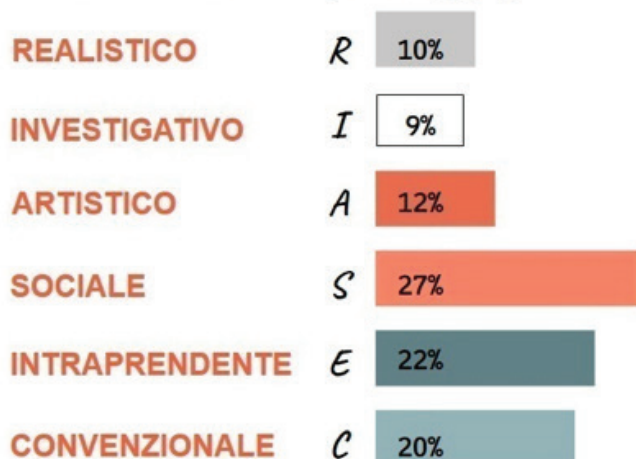 REALISTICO R 10%
INVESTIGATIVO I 9%
ARTISTICO A 12%
SOCIALE S 27%
INTRAPRENDENTE E 22%
CONVENZIONALE C 20%